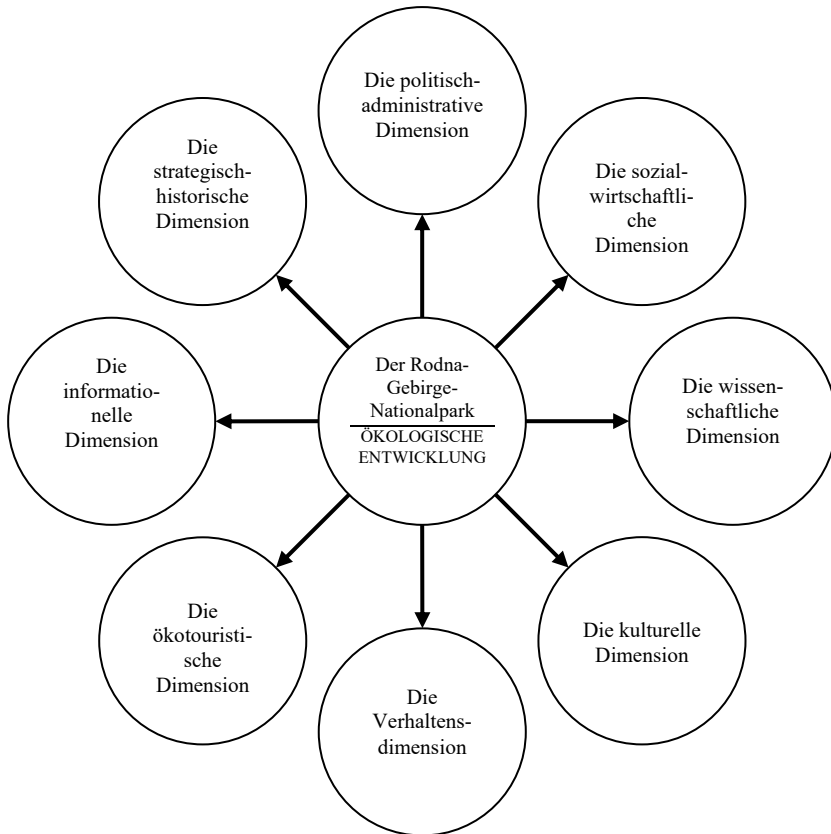 Die politisch-
administrative
Dimension
Die
strategisch-
historische
Dimension
Die sozial-
wirtschaftli-
che
Dimension
Die
informatio-
nelle
Dimension
Der Rodna-
Gebirge-
Nationalpark
ÖKOLOGISCHE
ENTWICKLUNG
Die wissen-
schaftliche
Dimension
Die
ökotouristi-
sche
Dimension
Die kulturelle
Dimension
Die
Verhaltens-
dimension